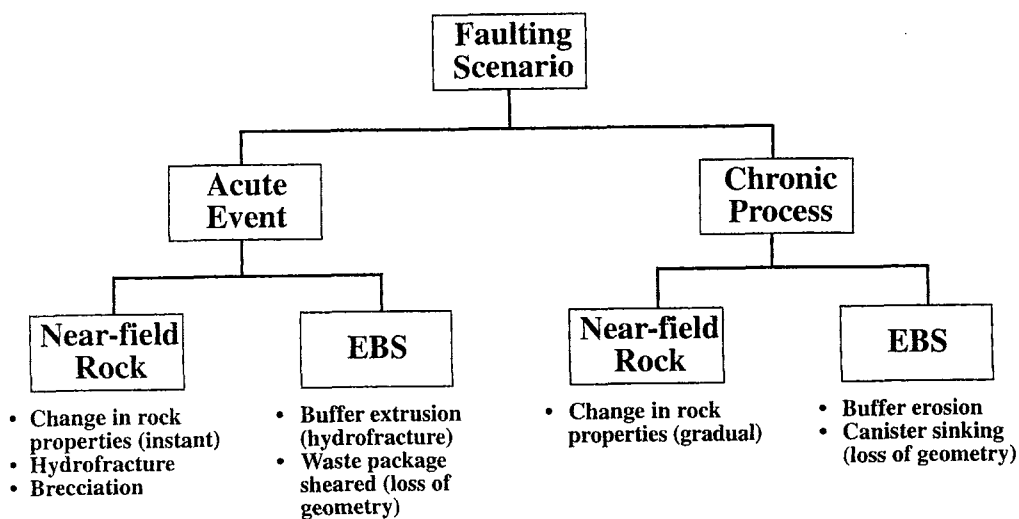 Faulting
Scenario
Acute
Event
Chronic
Process
Near-field
Rock
EBS
Near-field
Rock
EBS
• Change in rock
properties (instant)
• Hydrofracture
• Brecciation
• Buffer extrusion
(hydrofracture)
• Waste package
sheared (loss of
geometry)
• Change in rock
properties (gradual)
• Buffer erosion
• Canister sinking
(loss of geometry)